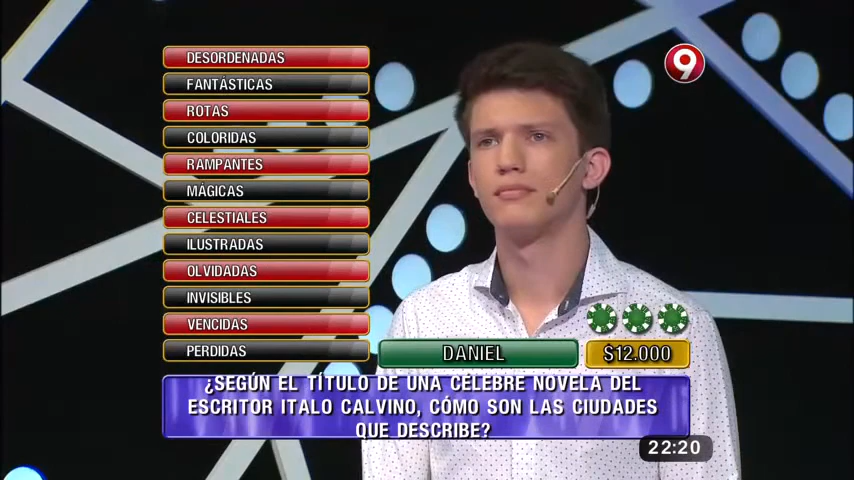 DESORDENADAS
FANTÁSTICAS
ROTAS
COLORIDAS
RAMPANTES
MÁGICAS
CELESTIALES
ILUSTRADAS
OLVIDADAS
INVISIBLES
VENCIDAS
PERDIDAS
9
DANIEL
$12.000
¿SEGÚN EL TÍTULO DE UNA CÉLEBRE NOVELA DEL
ESCRITOR ITALO CALVINO, CÓMO SON LAS CIUDADES
QUE DESCRIBE?
22:20